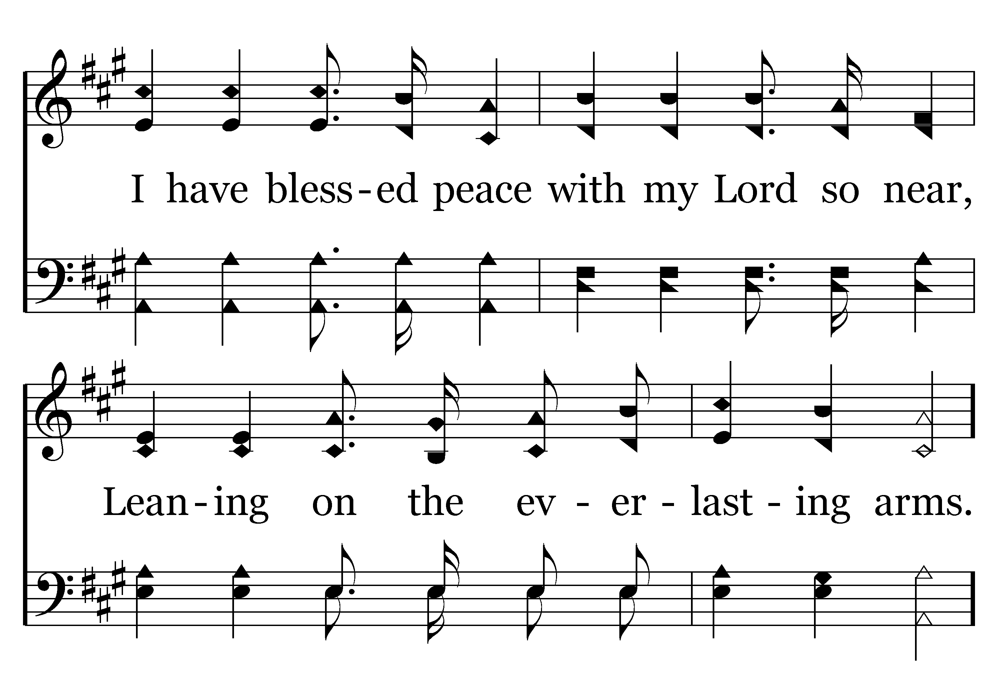 I have bless-ed peace with my Lord so near,
Lean-ing on the ev - er - last - ing arms.